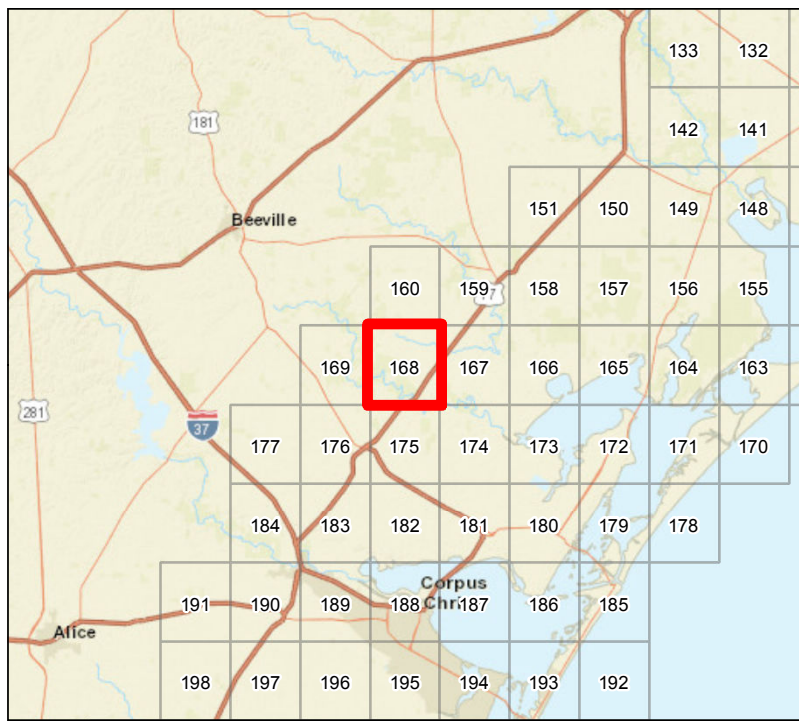 133 132
142 141
181
151 150 149 148
Beeville
160 159 158 157 156 155
77
169 168 167 166 165 164 163
281
37
177 176 175 174 173 172 171 170
184 183 182 181 180 179 178
Corpus
Christi
191 190 189 188 187 186 185
Alice
198 197 196 195 194 193 192